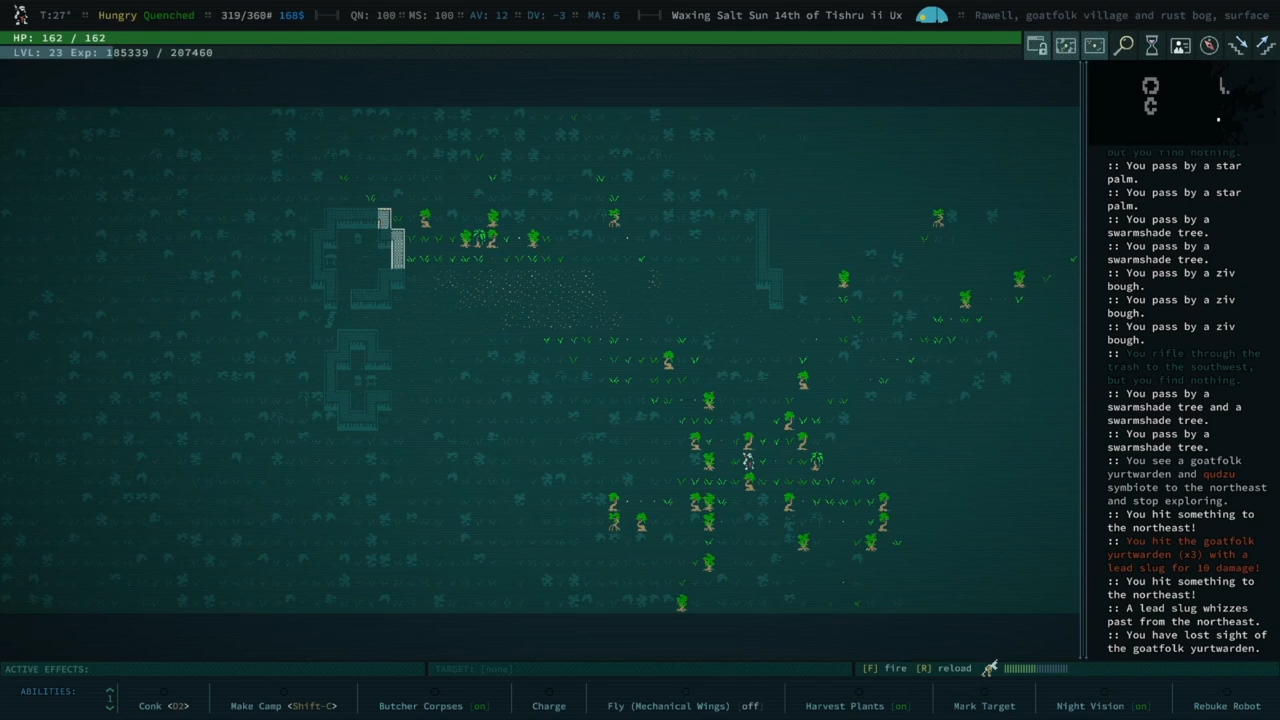 T:27° Hungry Quenched :: 319/360# 168$ QN: 100 :: MS: 100 :: AV: 12 :: DV: -3 :: MA: 6 Waxing Salt Sun 14th of Tishru ii Ux :: Rawell, goatfolk village and rust bog, surface
HP: 162 / 162
LVL: 23 Exp: 185339 / 207460
but you find nothing.
:: You pass by a star
palm.
:: You pass by a star
palm.
:: You pass by a
swarmshade tree.
:: You pass by a
swarmshade tree.
:: You pass by a ziv
bough.
:: You pass by a ziv
bough.
:: You pass by a ziv
bough.
:: You rifle through the
trash to the southwest,
but you find nothing.
:: You pass by a
swarmshade tree and a
swarmshade tree.
:: You pass by a
swarmshade tree.
:: You see a goatfolk
yurtwarden and qudzu
symbiote to the northeast
and stop exploring.
:: You hit something to
the northeast!
:: You hit the goatfolk
yurtwarden (x3) with a
lead slug for 10 damage!
:: You hit something to
the northeast!
:: A lead slug whizzes
past from the northeast.
:: You have lost sight of
the goatfolk yurtwarden.
ACTIVE EFFECTS: TARGET: [none] [F] fire [R] reload
ABILITIES: 1 Conk <D2> Make Camp <Shift-C> Butcher Corpses [on] Charge Fly (Mechanical Wings) [off] Harvest Plants [on] Mark Target Night Vision [on] Rebuke Robot